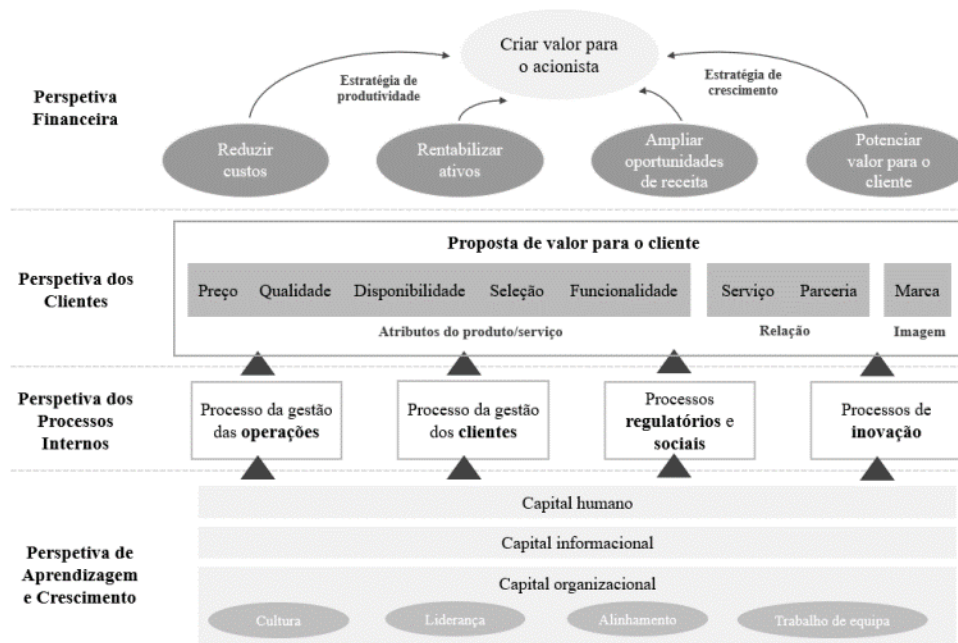 Criar valor para
o acionista
Estratégia de
produtividade
Estratégia de
crescimento
Perspetiva
Financeira
Reduzir
custos
Rentabilizar
ativos
Ampliar
oportunidades
de receita
Potenciar
valor para o
cliente
Proposta de valor para o cliente
Perspetiva dos
Clientes
Preço Qualidade Disponibilidade Seleção Funcionalidade
Serviço Parceria
Marca
Atributos do produto/serviço
Relação
Imagem
Perspetiva dos
Processos
Internos
Processo da gestão
das operações
Processo da gestão
dos clientes
Processos
regulatórios e
sociais
Processos de
inovação
Perspetiva de
Aprendizagem
e Crescimento
Capital humano
Capital informacional
Capital organizacional
Cultura
Liderança
Alinhamento
Trabalho de equipa